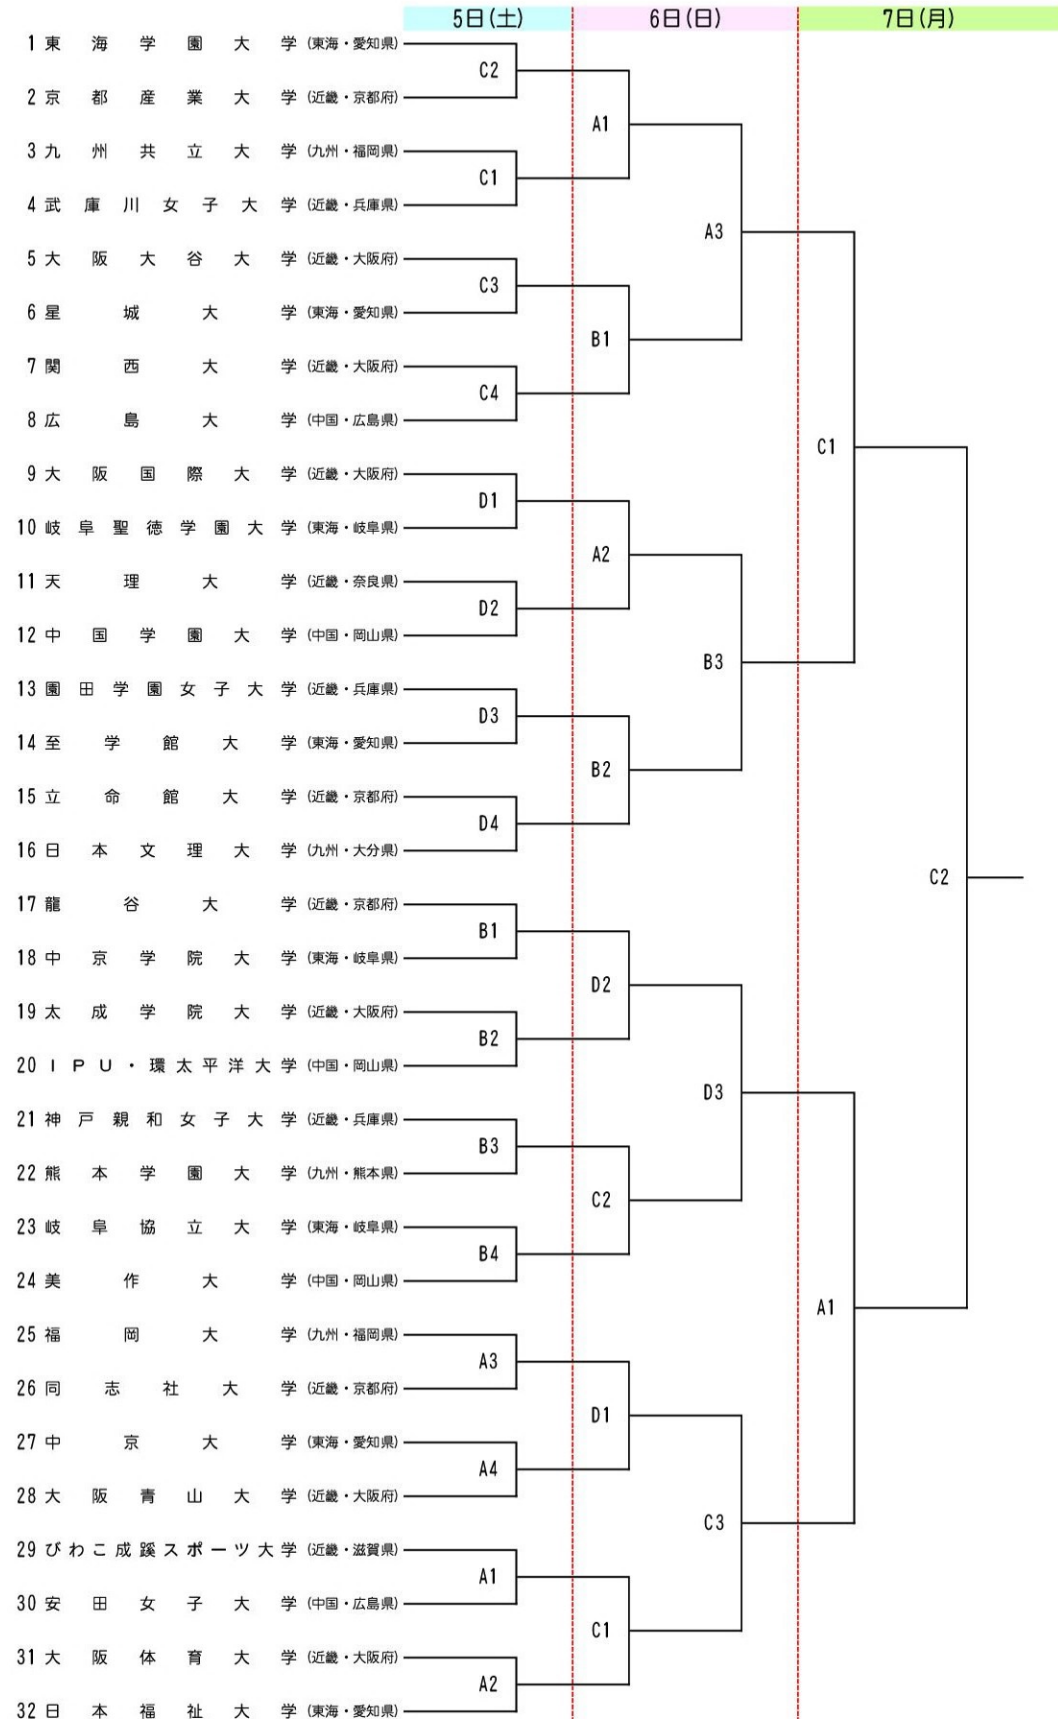 5日(土) 6日(日) 7日(月)
1 東海学園大学 (東海・愛知県)
C2
2 京都産業大学 (近畿・京都府)
A1
3 九州共立大学 (九州・福岡県)
C1
4 武庫川女子大学 (近畿・兵庫県)
A3
5 大阪大谷大学 (近畿・大阪府)
C3
6 星城大学 (東海・愛知県)
B1
7 関西大学 (近畿・大阪府)
C4
8 広島大学 (中国・広島県)
C1
9 大阪国際大学 (近畿・大阪府)
D1
10 岐阜聖徳学園大学 (東海・岐阜県)
A2
11 天理大学 (近畿・奈良県)
D2
12 中国学園大学 (中国・岡山県)
B3
13 園田学園女子大学 (近畿・兵庫県)
D3
14 至学館大学 (東海・愛知県)
B2
15 立命館大学 (近畿・京都府)
D4
16 日本文理大学 (九州・大分県)
C2
17 龍谷大学 (近畿・京都府)
B1
18 中京学院大学 (東海・岐阜県)
D2
19 太成学院大学 (近畿・大阪府)
B2
20 IPU・環太平洋大学 (中国・岡山県)
D3
21 神戸親和女子大学 (近畿・兵庫県)
B3
22 熊本学園大学 (九州・熊本県)
C2
23 岐阜協立大学 (東海・岐阜県)
B4
24 美作大学 (中国・岡山県)
A1
25 福岡大学 (九州・福岡県)
A3
26 同志社大学 (近畿・京都府)
D1
27 中京大学 (東海・愛知県)
A4
28 大阪青山大学 (近畿・大阪府)
C3
29 びわこ成蹊スポーツ大学 (近畿・滋賀県)
A1
30 安田女子大学 (中国・広島県)
C1
31 大阪体育大学 (近畿・大阪府)
A2
32 日本福祉大学 (東海・愛知県)